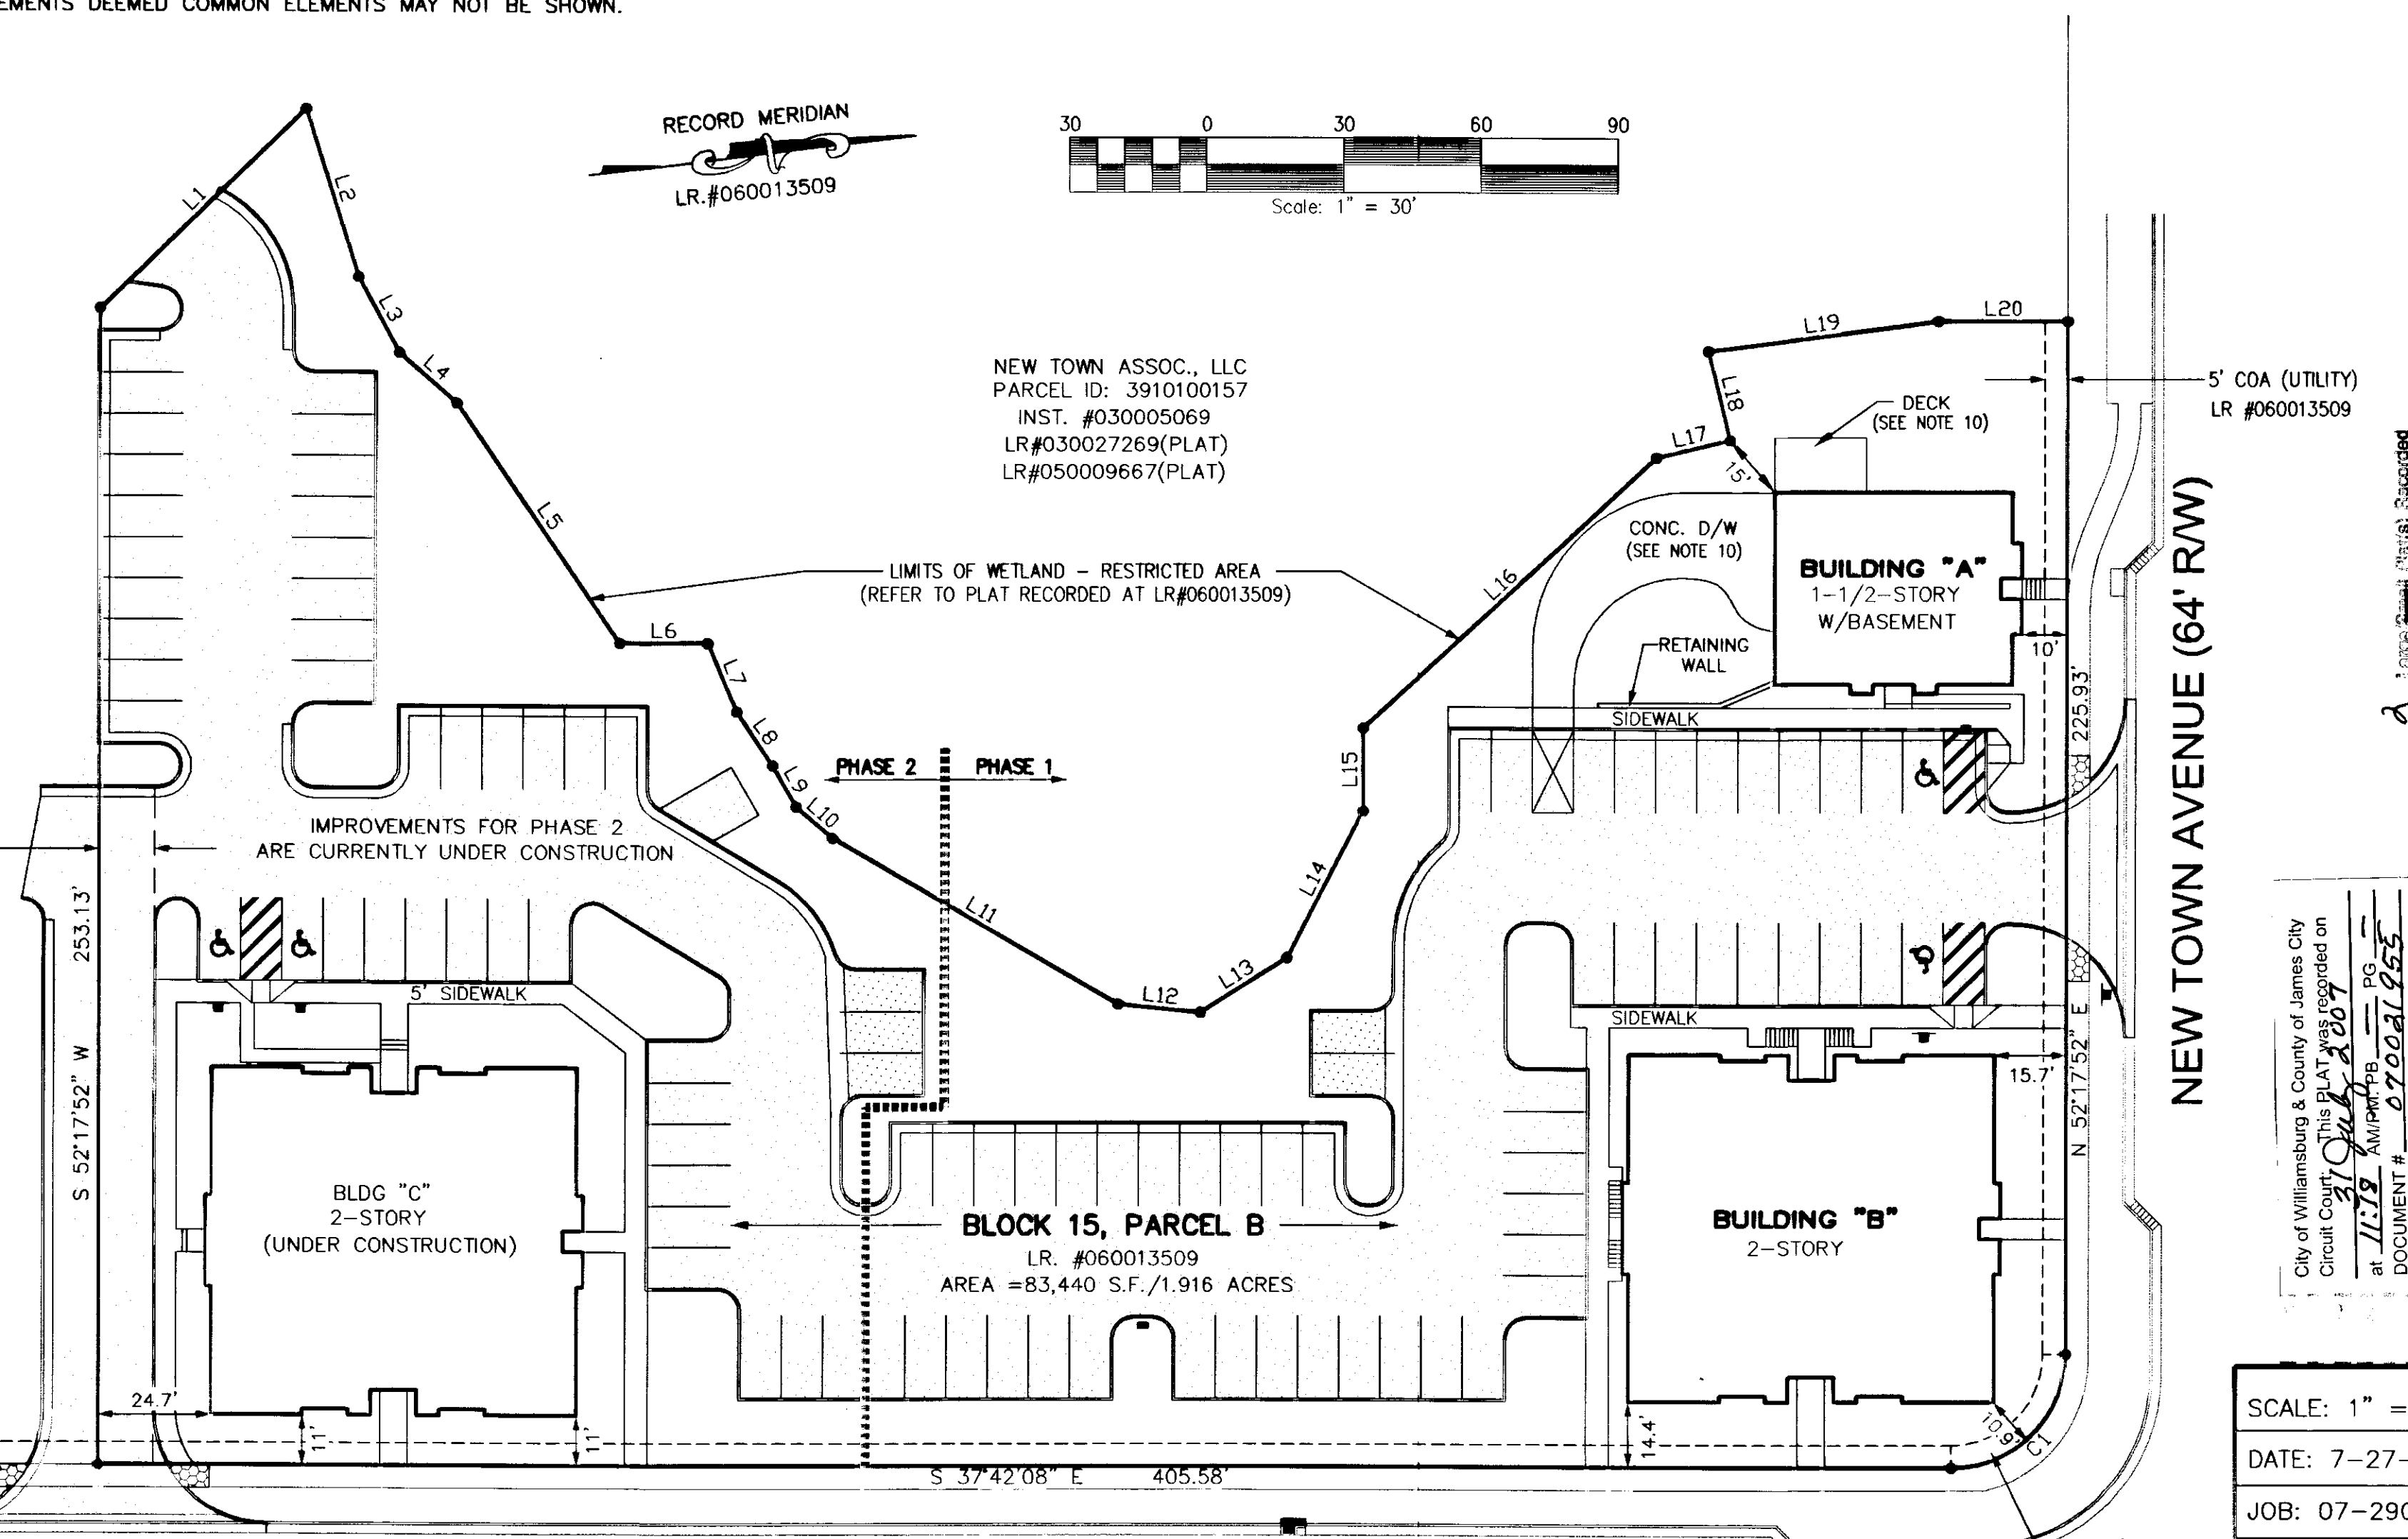 EMENTS DEEMED COMMON ELEMENTS MAY NOT BE SHOWN.
RECORD MERIDIAN
LR.#060013509
30 0 30 60 90
Scale: 1" = 30'
L1
L2
L3
L4
L5
L6
L7
L8
L9
L10
L11
L12
L13
L14
L15
L16
L17
L18
L19
L20
NEW TOWN ASSOC., LLC
PARCEL ID: 3910100157
INST. #030005069
LR#030027269(PLAT)
LR#050009667(PLAT)
5' COA (UTILITY)
LR #060013509
DECK
(SEE NOTE 10)
15'
CONC. D/W
(SEE NOTE 10)
BUILDING "A"
1-1/2-STORY
W/BASEMENT
10'
LIMITS OF WETLAND - RESTRICTED AREA
(REFER TO PLAT RECORDED AT LR#060013509)
RETAINING
WALL
SIDEWALK
225.93'
N 52°17'52" E
NEW TOWN AVENUE (64' R/W)
PHASE 2
PHASE 1
IMPROVEMENTS FOR PHASE 2
ARE CURRENTLY UNDER CONSTRUCTION
253.13'
S 52°17'52" W
5' SIDEWALK
SIDEWALK
15.7'
BLDG "C"
2-STORY
(UNDER CONSTRUCTION)
BLOCK 15, PARCEL B
LR. #060013509
AREA =83,440 S.F./1.916 ACRES
BUILDING "B"
2-STORY
24.7'
11'
11'
14.4'
10.9'
C1
S 37°42'08" E 405.58'
2
City of Williamsburg & County of James City
Circuit Court: This PLAT was recorded on
31 July 2007
at 11:18 AM/PM. PB — PG —
DOCUMENT # 070021955
SCALE: 1" =
DATE: 7-27-
JOB: 07-290